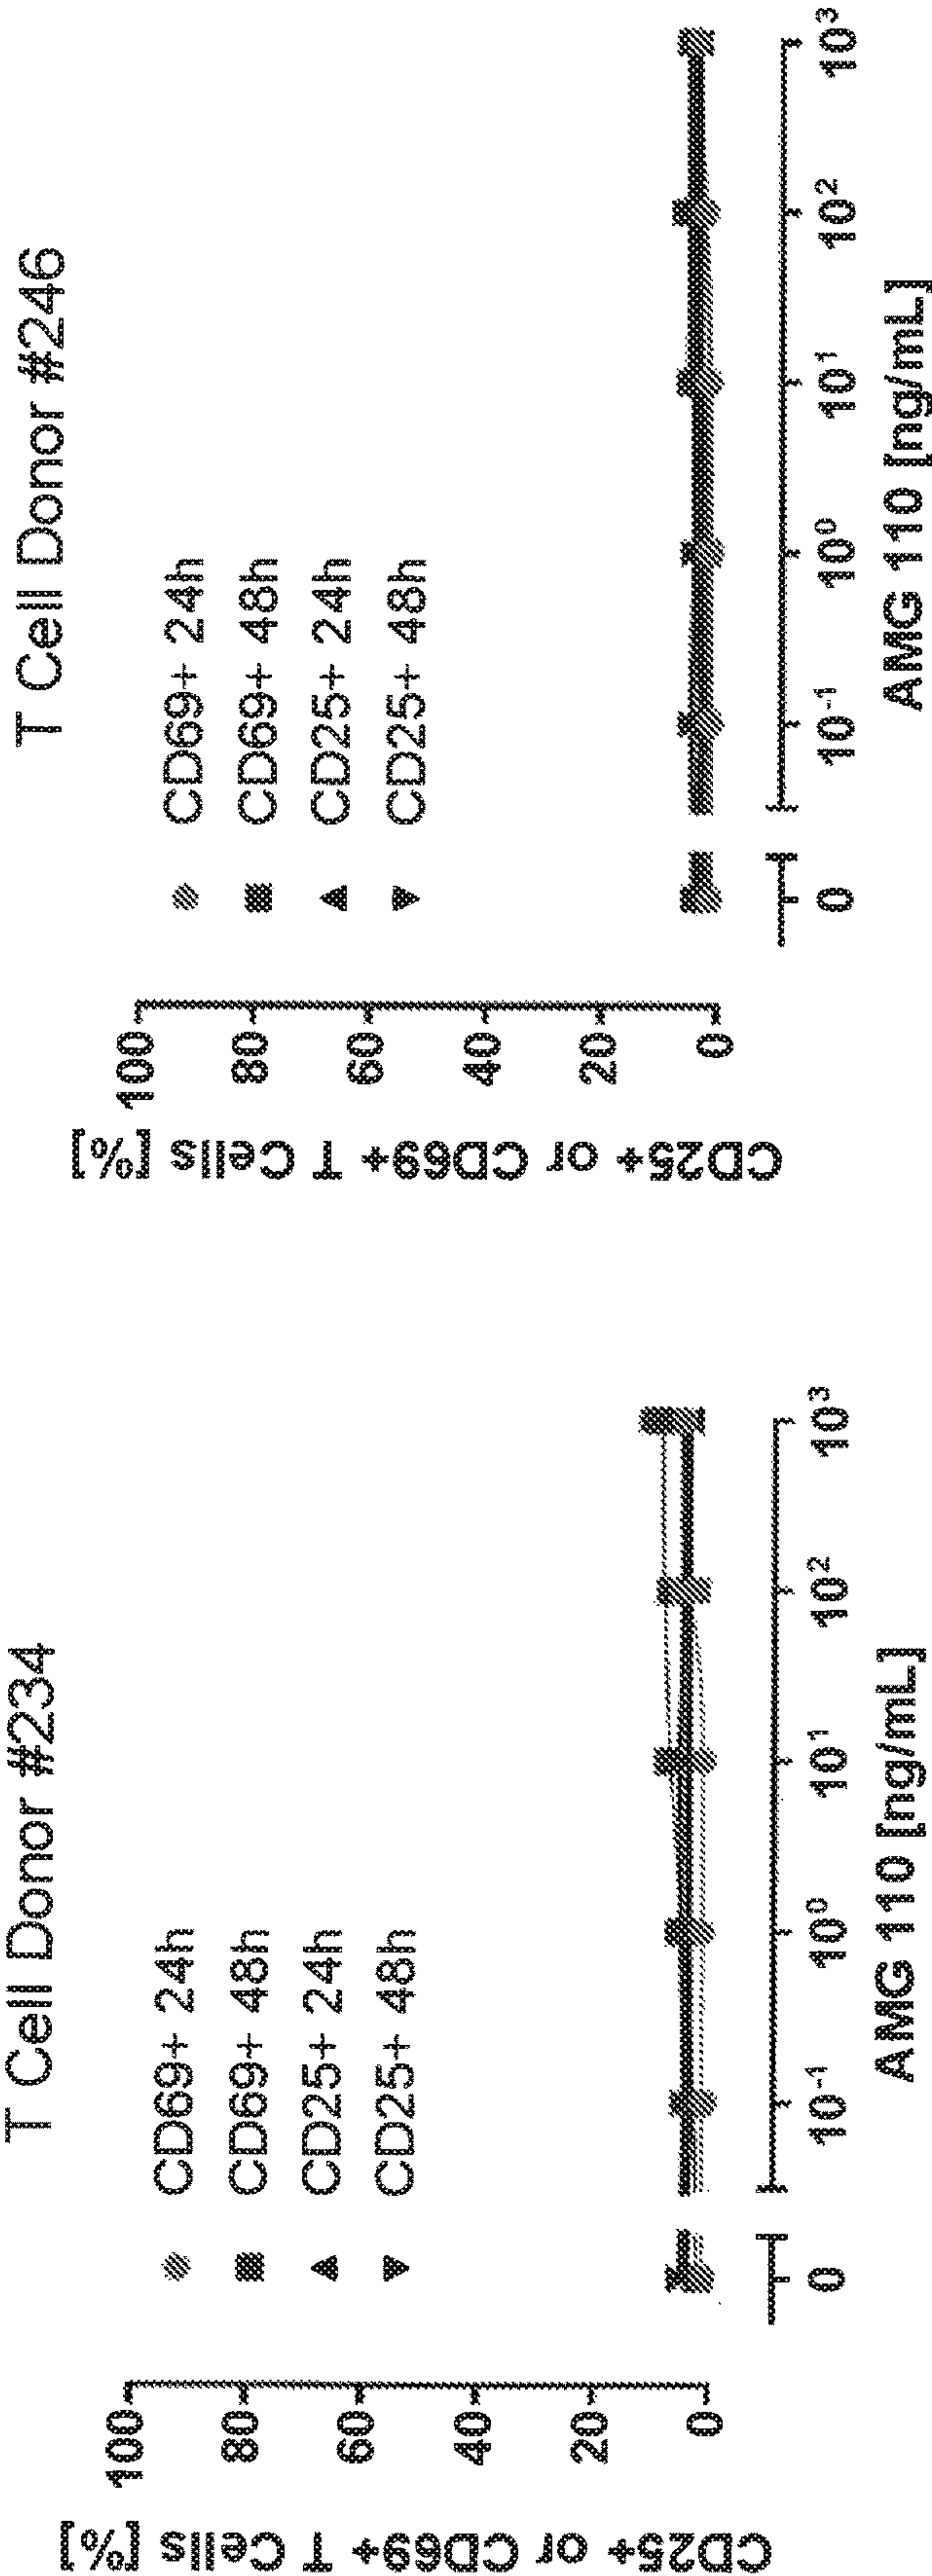 T Cell Donor #234
CD69+ 24h
CD69+ 48h
CD25+ 24h
CD25+ 48h
CD25+ or CD69+ T Cells [%]
100
80
60
40
20
0
0 10⁻¹ 10⁰ 10¹ 10² 10³
AMG 110 [ng/mL]
T Cell Donor #246
CD69+ 24h
CD69+ 48h
CD25+ 24h
CD25+ 48h
CD25+ or CD69+ T Cells [%]
100
80
60
40
20
0
0 10⁻¹ 10⁰ 10¹ 10² 10³
AMG 110 [ng/mL]